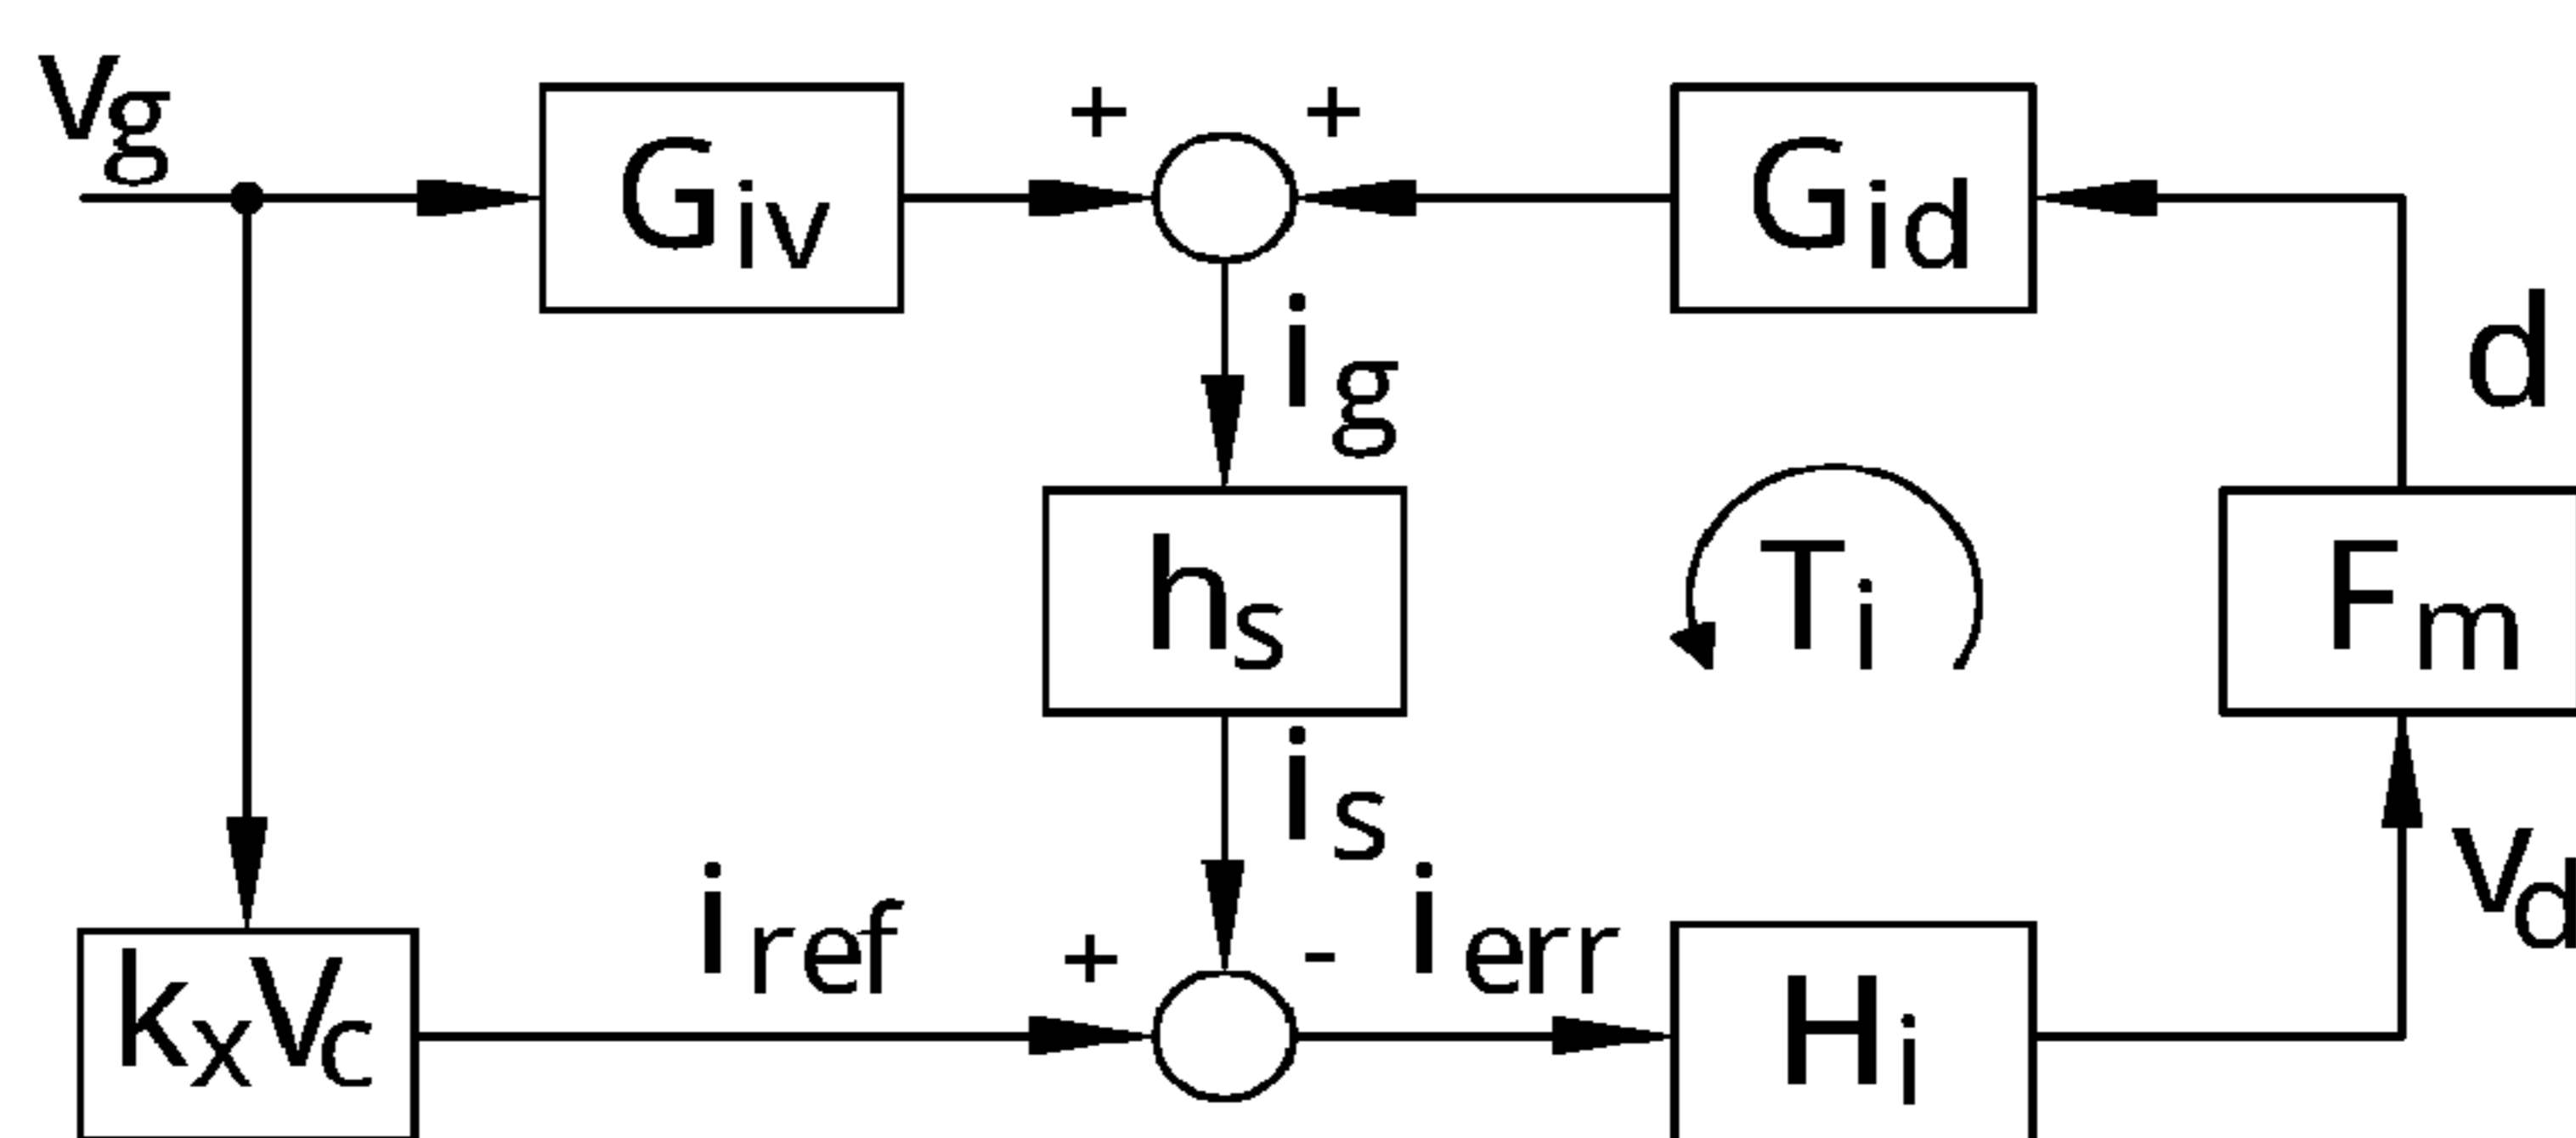 vg
Giv
+ +
Gid
ig
d
hs
Ti
Fm
is
vd
iref
+ - ierr
kxVc
Hi